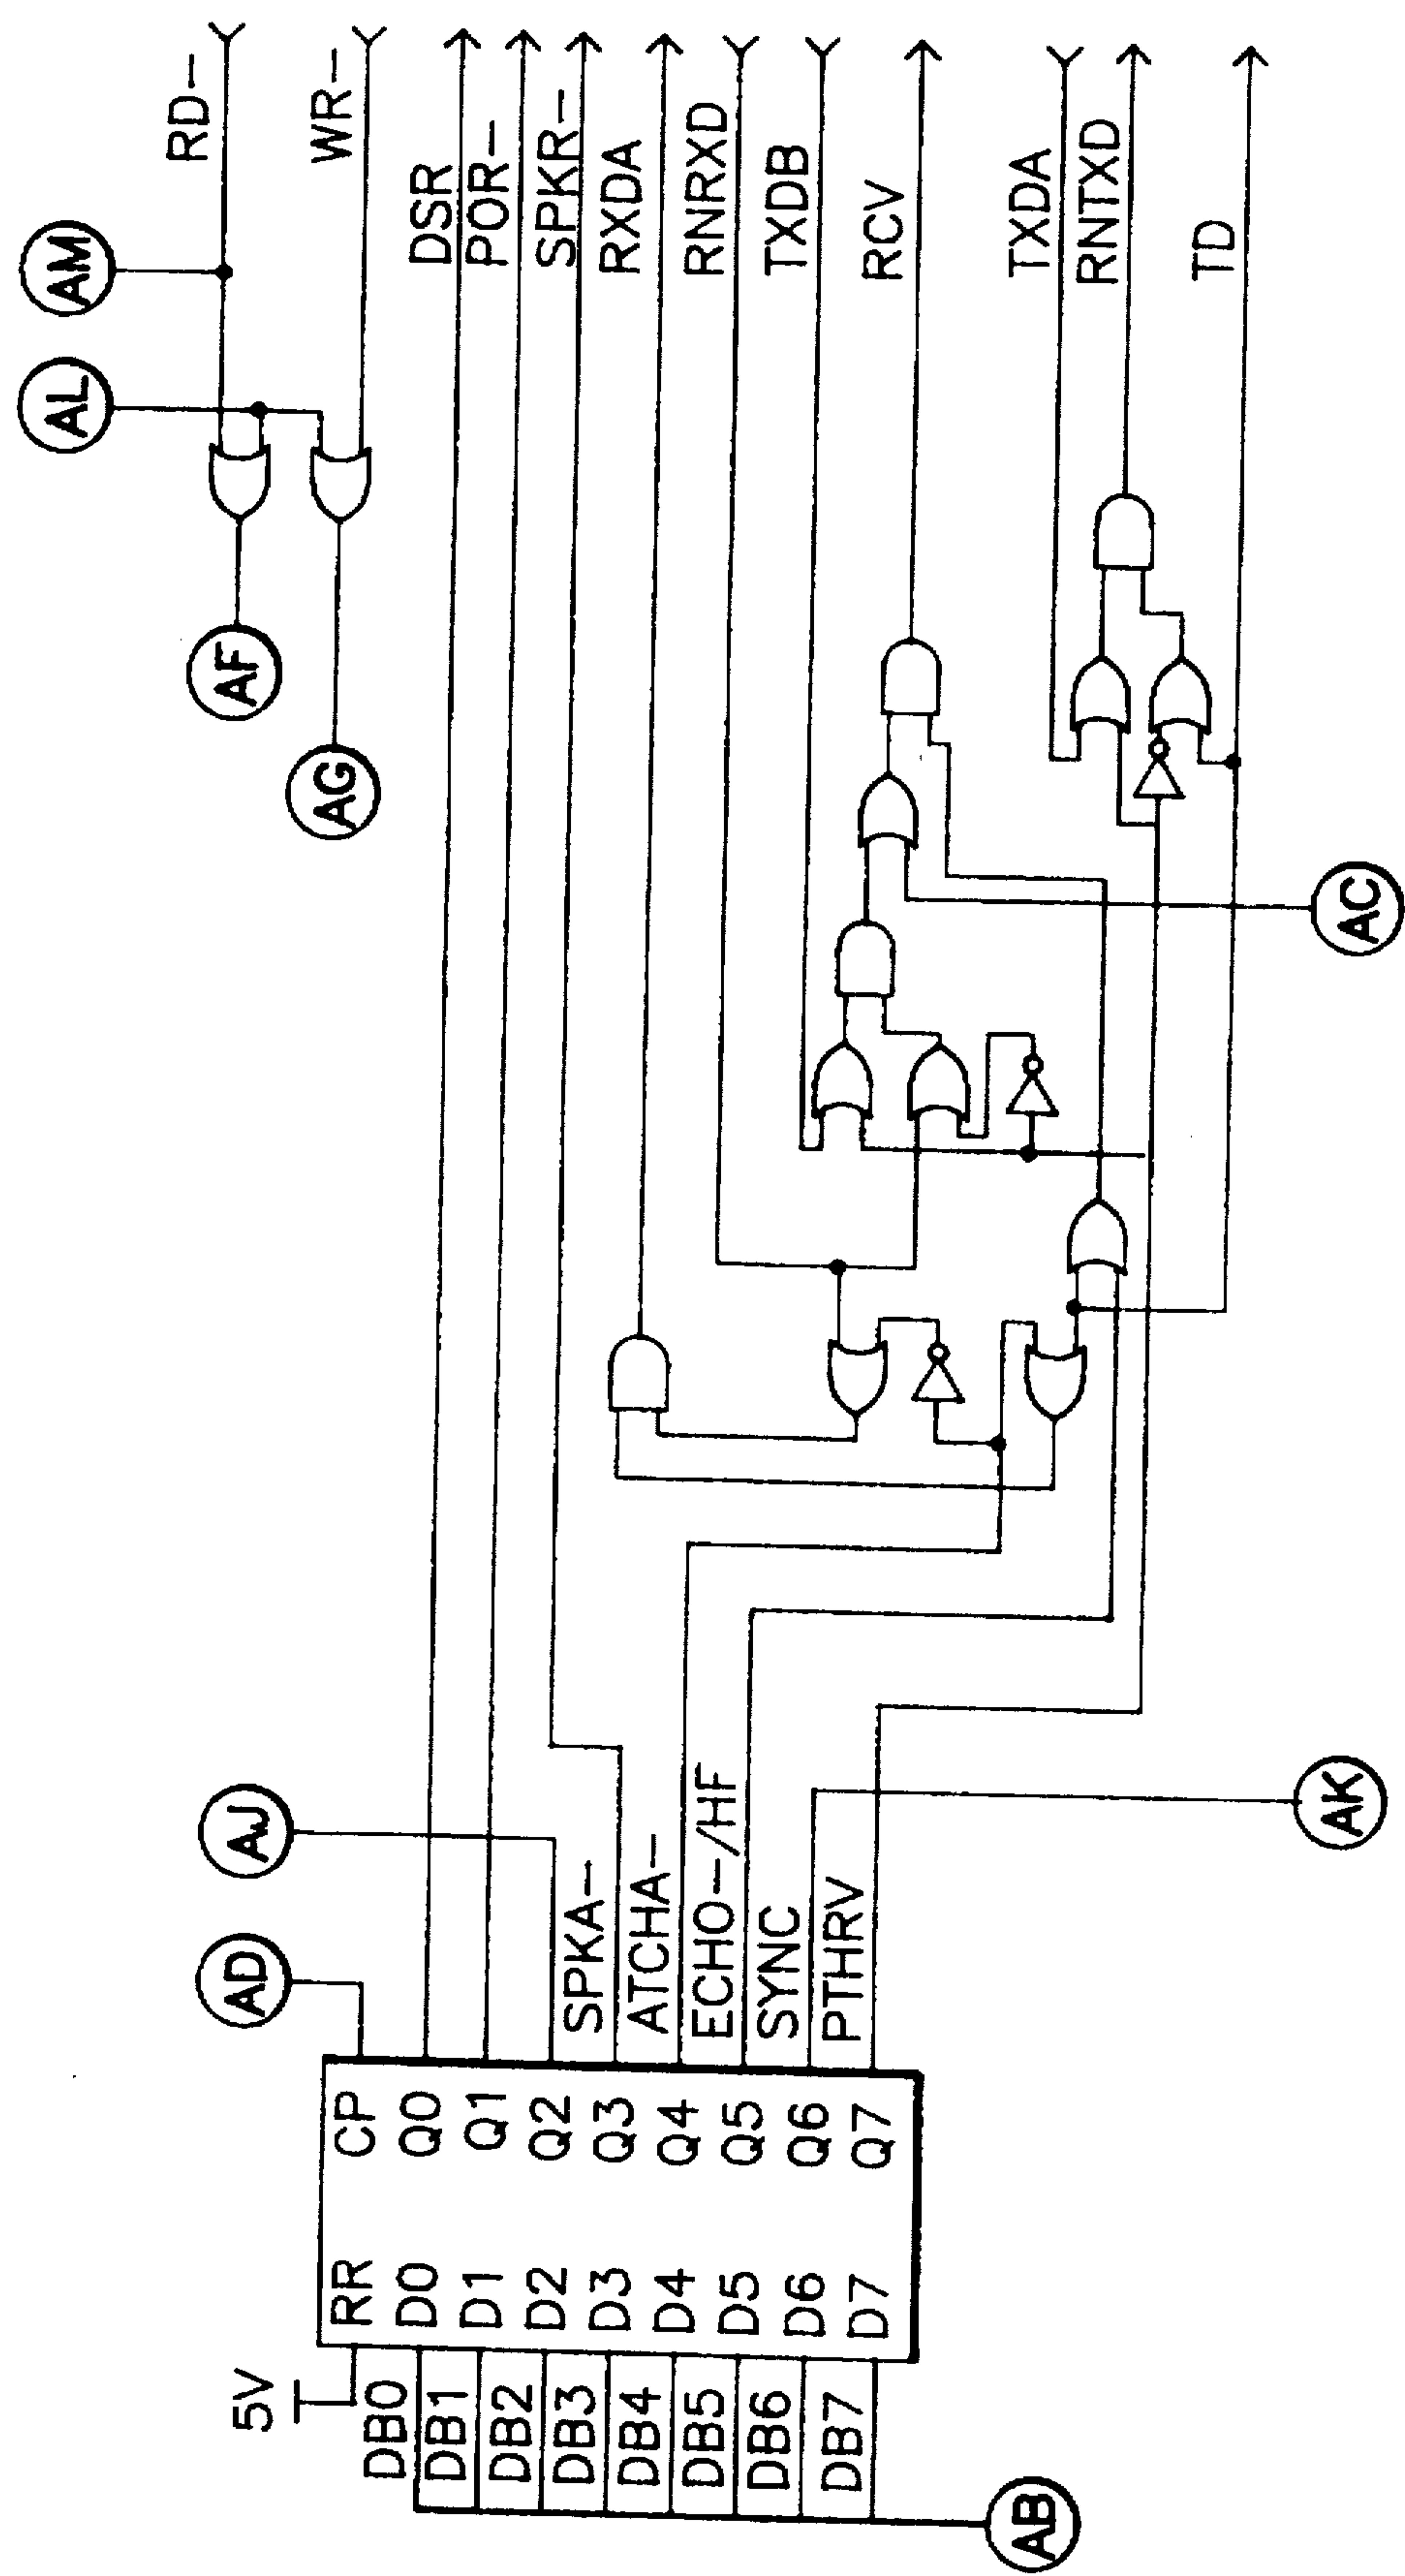 5V
DB0
DB1
DB2
DB3
DB4
DB5
DB6
DB7
AB
RR
D0
D1
D2
D3
D4
D5
D6
D7
CP
Q0
Q1
Q2
Q3
Q4
Q5
Q6
Q7
AD
AJ
SPKA-
ATCHA-
ECHO-/HF
SYNC
PTHRV
AK
AC
AG
AF
AL
AM
RD-
WR-
DSR
POR-
SPKR-
RXDA
RNRXD
TXDB
RCV
TXDA
RNTXD
TD